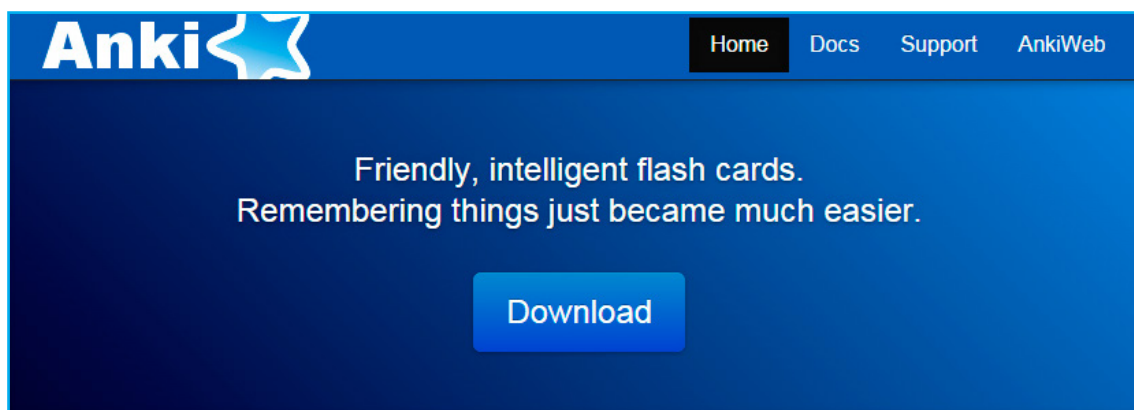 Anki
Home Docs Support AnkiWeb
Friendly, intelligent flash cards.
Remembering things just became much easier.
Download